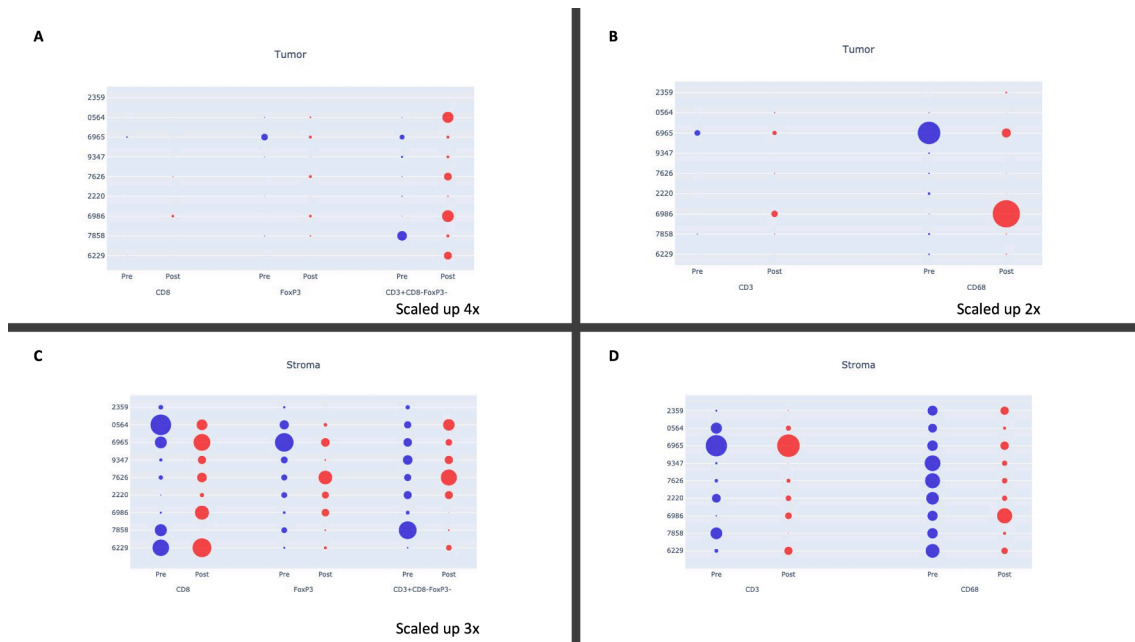 A
Tumor
2359
0564
6965
9347
7626
2220
6986
7858
6229
Pre Post Pre Post Pre Post
CD8 FoxP3 CD3+CD8-FoxP3-
Scaled up 4x
B
Tumor
2359
0564
6965
9347
7626
2220
6986
7858
6229
Pre Post Pre Post
CD3 CD68
Scaled up 2x
C
Stroma
2359
0564
6965
9347
7626
2220
6986
7858
6229
Pre Post Pre Post Pre Post
CD8 FoxP3 CD3+CD8-FoxP3-
Scaled up 3x
D
Stroma
2359
0564
6965
9347
7626
2220
6986
7858
6229
Pre Post Pre Post
CD3 CD68